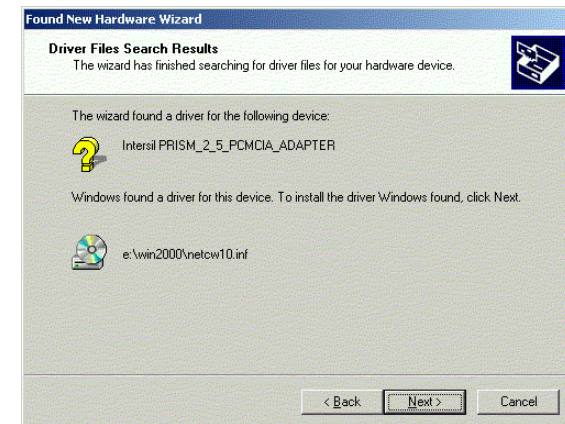 Found New Hardware Wizard
Driver Files Search Results
The wizard has finished searching for driver files for your hardware device.
The wizard found a driver for the following device:
Intersil PRISM_2_5_PCMCIA_ADAPTER
Windows found a driver for this device. To install the driver Windows found, click Next.
e:\win2000\netcw10.inf
< Back Next > Cancel